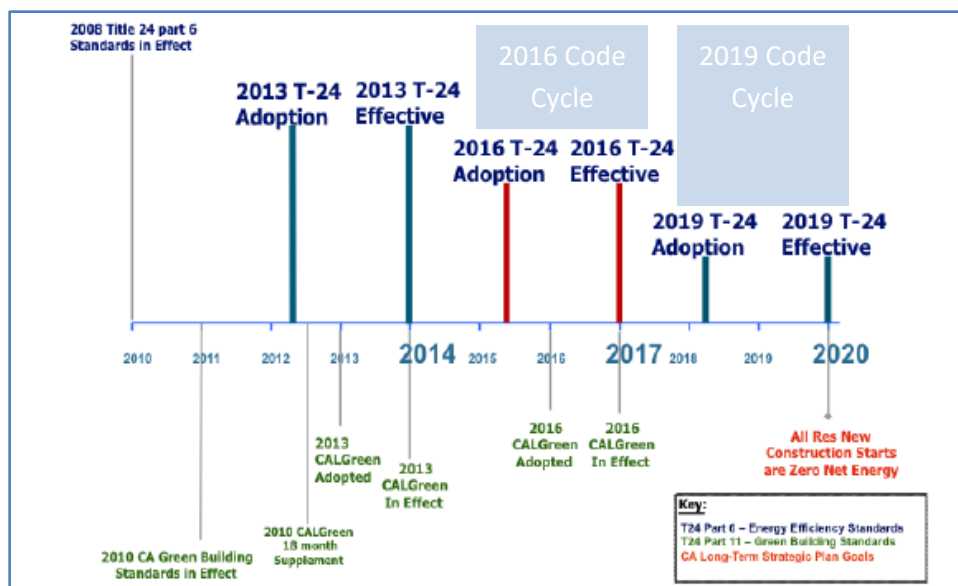 2008 Title 24 part 6
Standards in Effect
2013 T-24
Adoption
2013 T-24
Effective
2016 Code
Cycle
2019 Code
Cycle
2016 T-24
Adoption
2016 T-24
Effective
2019 T-24
Adoption
2019 T-24
Effective
2010
2011
2012
2013
2014
2015
2016
2017
2018
2019
2020
2013
CALGreen
Adopted
2013
CALGreen
In Effect
2016
CALGreen
Adopted
2016
CALGreen
In Effect
All Res New
Construction Starts
are Zero Net Energy
2010 CA Green Building
Standards in Effect
2010 CALGreen
18 month
Supplement
Key:
T24 Part 6 – Energy Efficiency Standards
T24 Part 11 – Green Building Standards
CA Long-Term Strategic Plan Goals